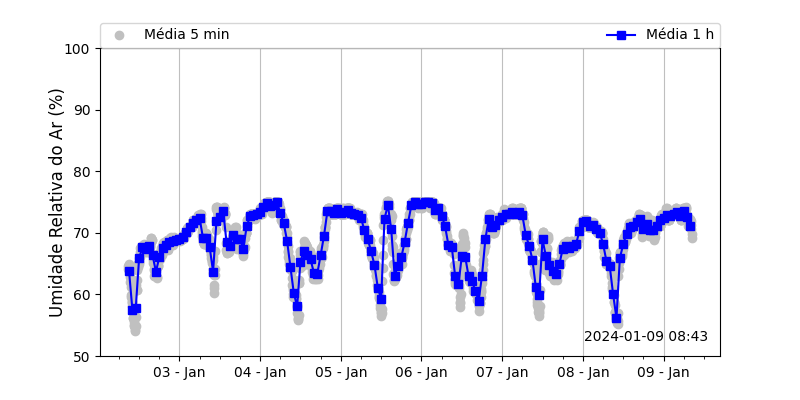 Média 5 min
Média 1 h
Umidade Relativa do Ar (%)
100
90
80
70
60
50
2024-01-09 08:43
03 - Jan
04 - Jan
05 - Jan
06 - Jan
07 - Jan
08 - Jan
09 - Jan